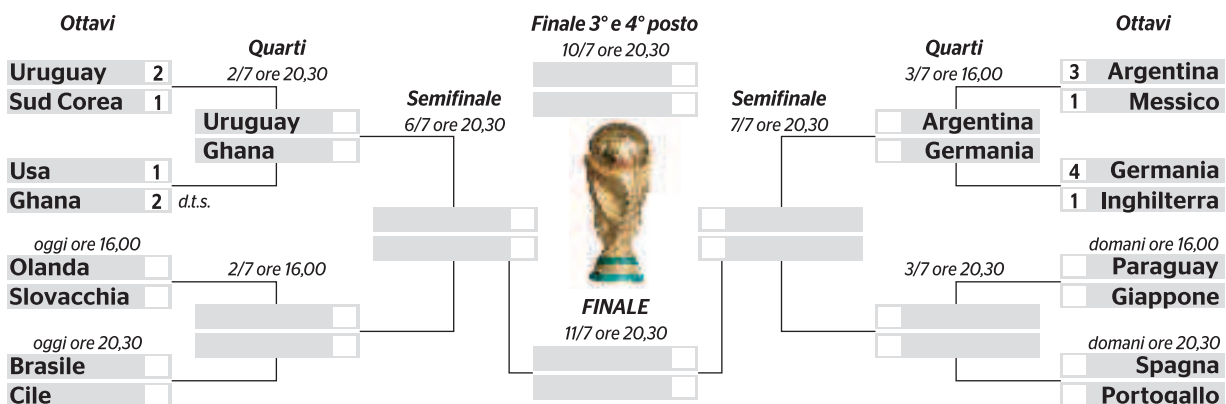 Ottavi
Quarti
2/7 ore 20,30
Uruguay 2
Sud Corea 1
Uruguay
Ghana
Usa 1
Ghana 2 d.t.s.
oggi ore 16,00
Olanda
Slovacchia
2/7 ore 16,00
oggi ore 20,30
Brasile
Cile
Semifinale
6/7 ore 20,30
Finale 3° e 4° posto
10/7 ore 20,30
FINALE
11/7 ore 20,30
Semifinale
7/7 ore 20,30
Ottavi
Quarti
3/7 ore 16,00
3 Argentina
1 Messico
Argentina
Germania
4 Germania
1 Inghilterra
domani ore 16,00
Paraguay
Giappone
3/7 ore 20,30
domani ore 20,30
Spagna
Portogallo